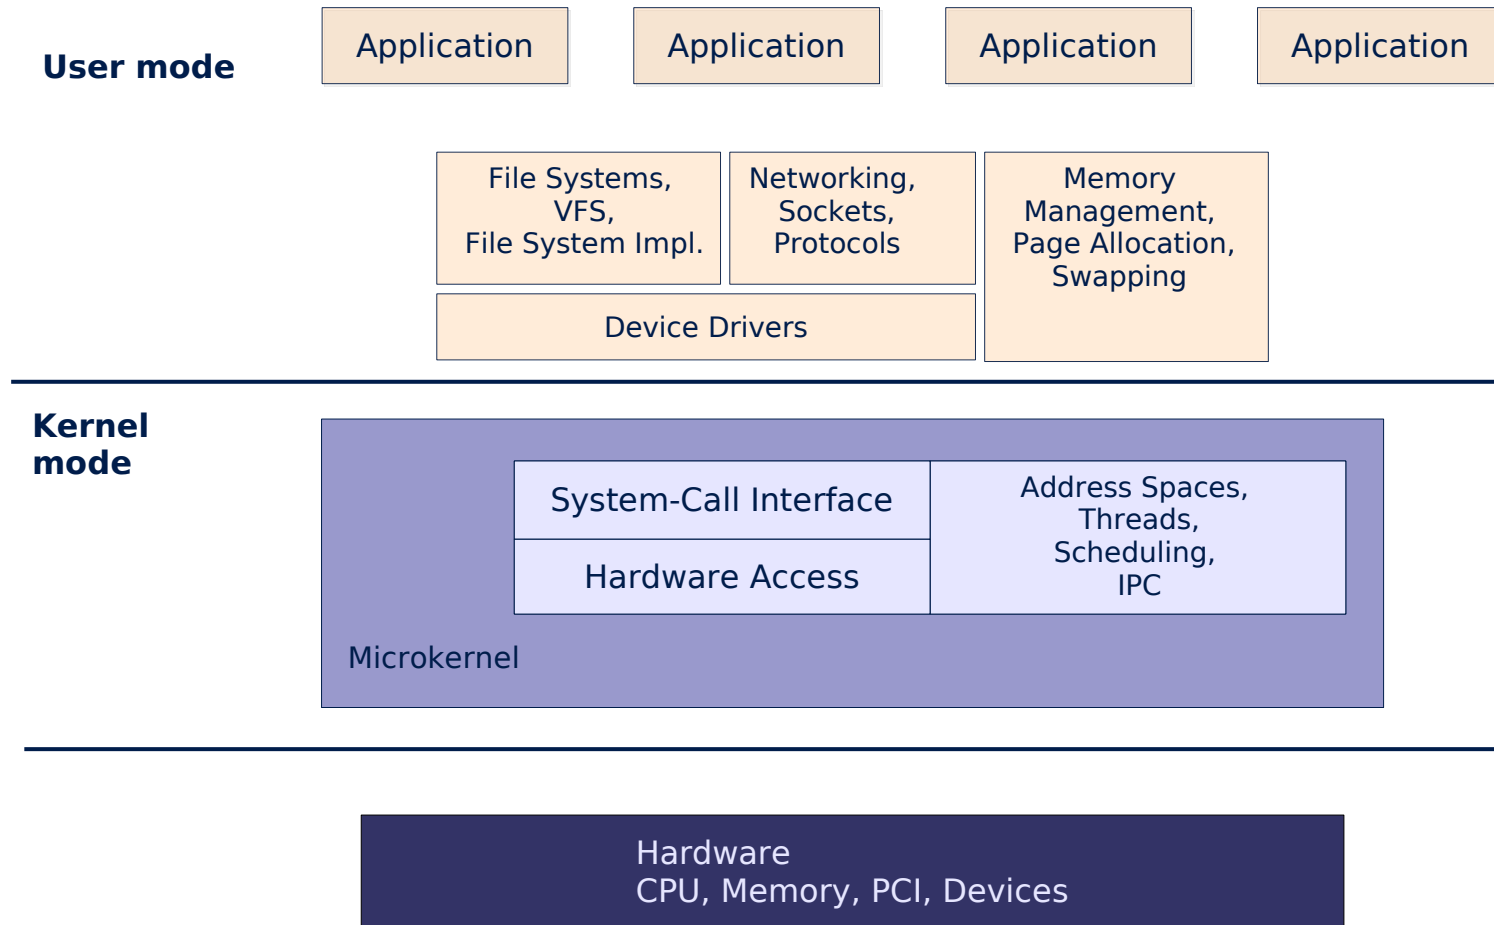 User mode
Application
Application
Application
Application
File Systems,
VFS,
File System Impl.
Networking,
Sockets,
Protocols
Memory
Management,
Page Allocation,
Swapping
Device Drivers
Kernel
mode
System-Call Interface
Hardware Access
Address Spaces,
Threads,
Scheduling,
IPC
Microkernel
Hardware
CPU, Memory, PCI, Devices